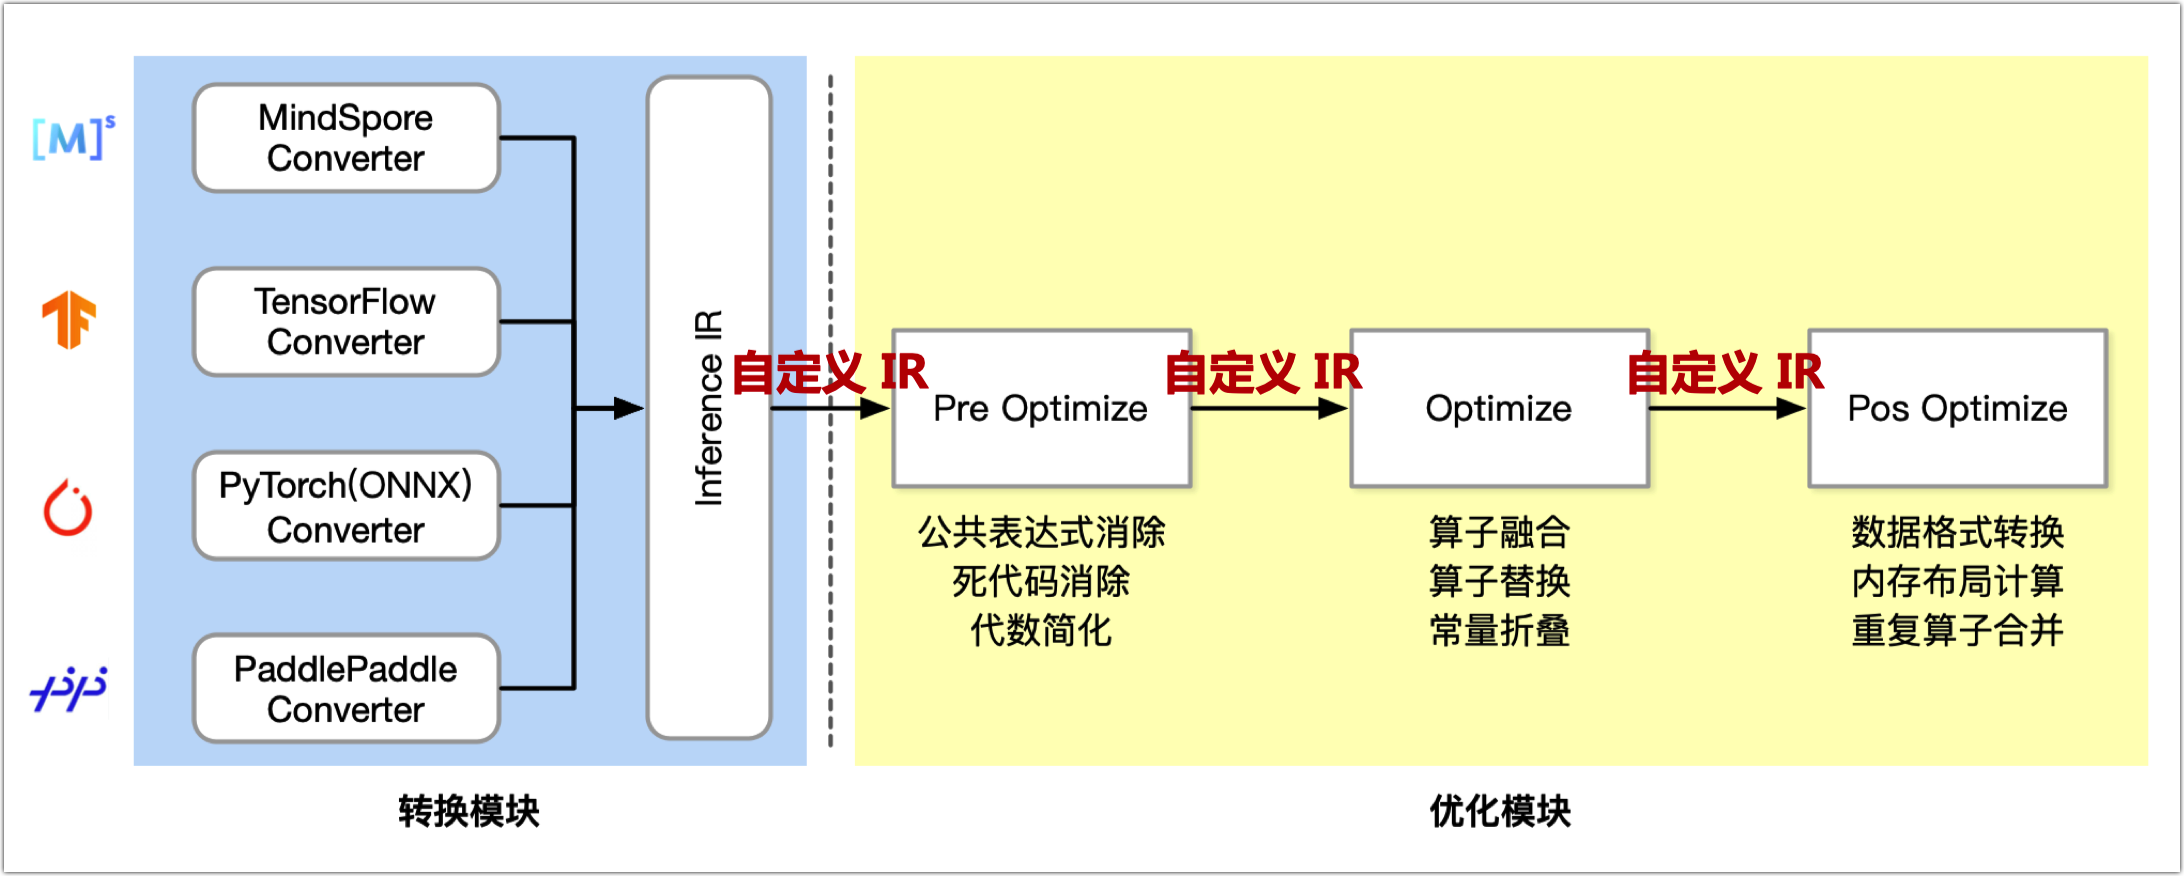 [M]s
MindSpore
Converter
TensorFlow
Converter
PyTorch(ONNX)
Converter
PaddlePaddle
Converter
Inference IR
自定义 IR
Pre Optimize
公共表达式消除
死代码消除
代数简化
自定义 IR
Optimize
算子融合
算子替换
常量折叠
自定义 IR
Pos Optimize
数据格式转换
内存布局计算
重复算子合并
转换模块
优化模块